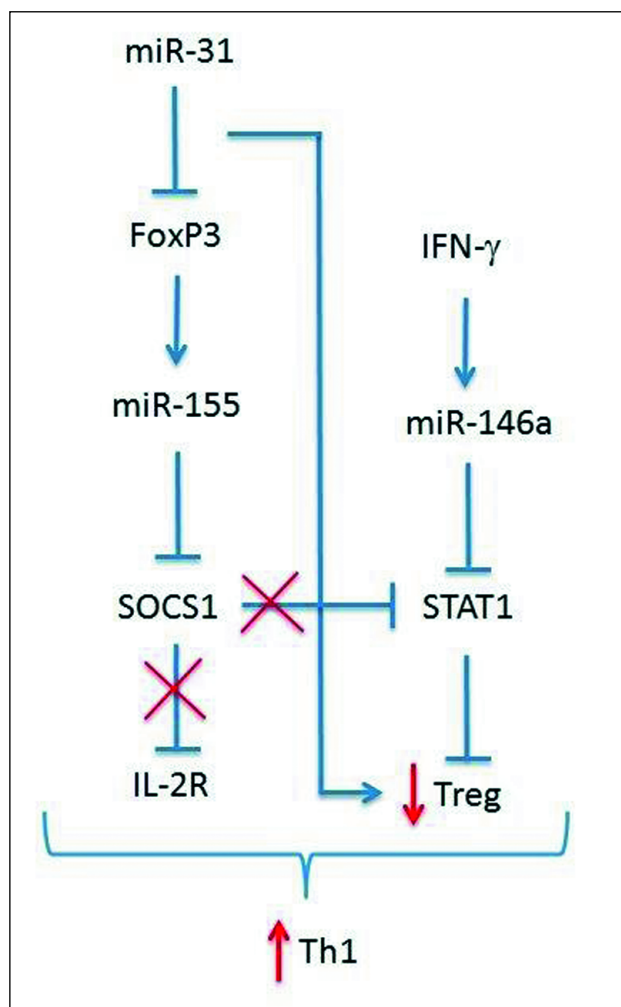 miR-31
FoxP3
IFN-γ
miR-155
miR-146a
SOCS1
STAT1
IL-2R
Treg
Th1